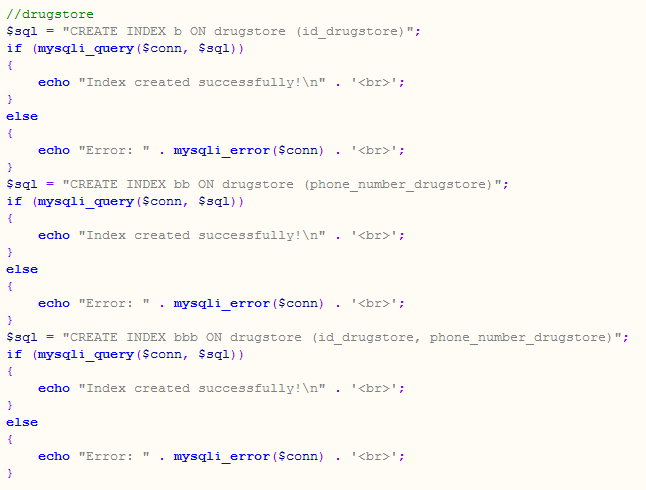 //drugstore
$sql = "CREATE INDEX b ON drugstore (id_drugstore)";
if (mysqli_query($conn, $sql))
{
    echo "Index created successfully!\n" . '<br>';
}
else
{
    echo "Error: " . mysqli_error($conn) . '<br>';
}
$sql = "CREATE INDEX bb ON drugstore (phone_number_drugstore)";
if (mysqli_query($conn, $sql))
{
    echo "Index created successfully!\n" . '<br>';
}
else
{
    echo "Error: " . mysqli_error($conn) . '<br>';
}
$sql = "CREATE INDEX bbb ON drugstore (id_drugstore, phone_number_drugstore)";
if (mysqli_query($conn, $sql))
{
    echo "Index created successfully!\n" . '<br>';
}
else
{
    echo "Error: " . mysqli_error($conn) . '<br>';
}